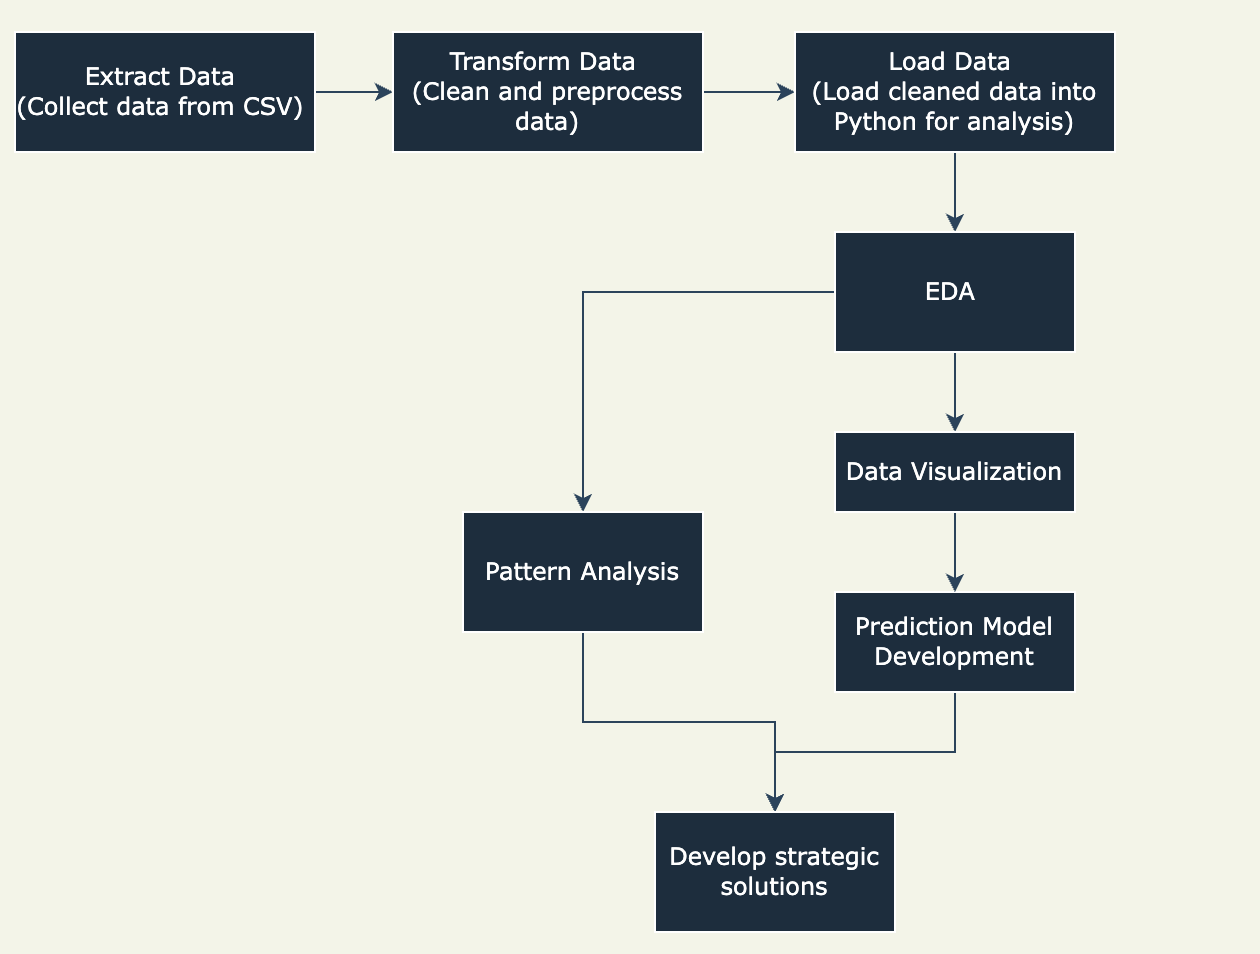 Extract Data
(Collect data from CSV)
Transform Data
(Clean and preprocess
data)
Load Data
(Load cleaned data into
Python for analysis)
EDA
Data Visualization
Pattern Analysis
Prediction Model
Development
Develop strategic
solutions